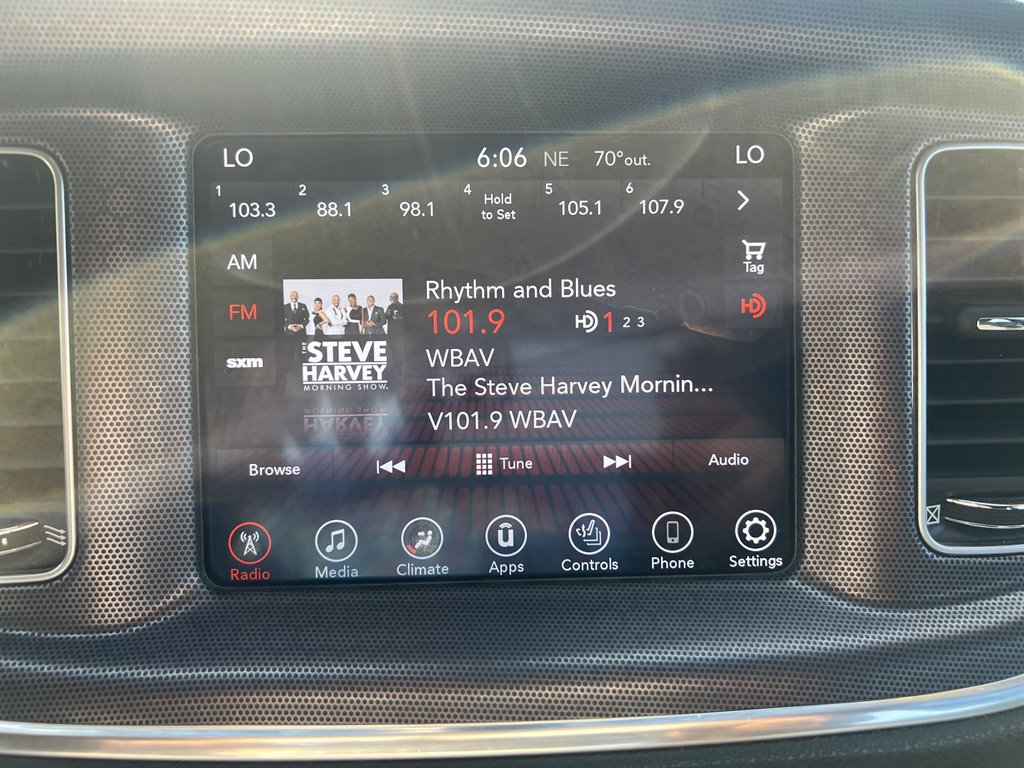 LO 6:06 NE 70°out. LO
1 103.3 2 88.1 3 98.1 4 Hold to Set 5 105.1 6 107.9
AM
Tag
FM
HD
sxm
THE
STEVE
HARVEY
MORNING SHOW.
Rhythm and Blues
101.9 HD 1 2 3
WBAV
The Steve Harvey Mornin...
V101.9 WBAV
Browse Tune Audio
Radio Media Climate Apps Controls Phone Settings